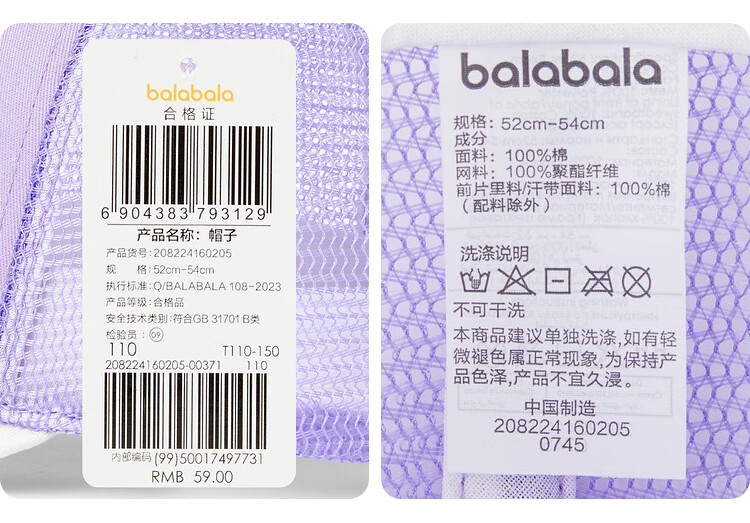 balabala
合格证
6 904383 793129
产品名称: 帽子
产品货号: 208224160205
规 格: 52cm-54cm
执行标准: Q/BALABALA 108-2023
产品等级: 合格品
安全技术类别: 符合GB 31701 B类
检验员: 09
110 T110-150
208224160205-00371 110
内部编码 (99)50017497731
RMB 59.00
balabala
规格: 52cm-54cm
成分
面料: 100%棉
网料: 100%聚酯纤维
前片里料/汗带面料: 100%棉
(配料除外)
洗涤说明
不可干洗
本商品建议单独洗涤,如有轻
微褪色属正常现象,为保持产
品色泽,产品不宜久浸。
中国制造
208224160205
0745